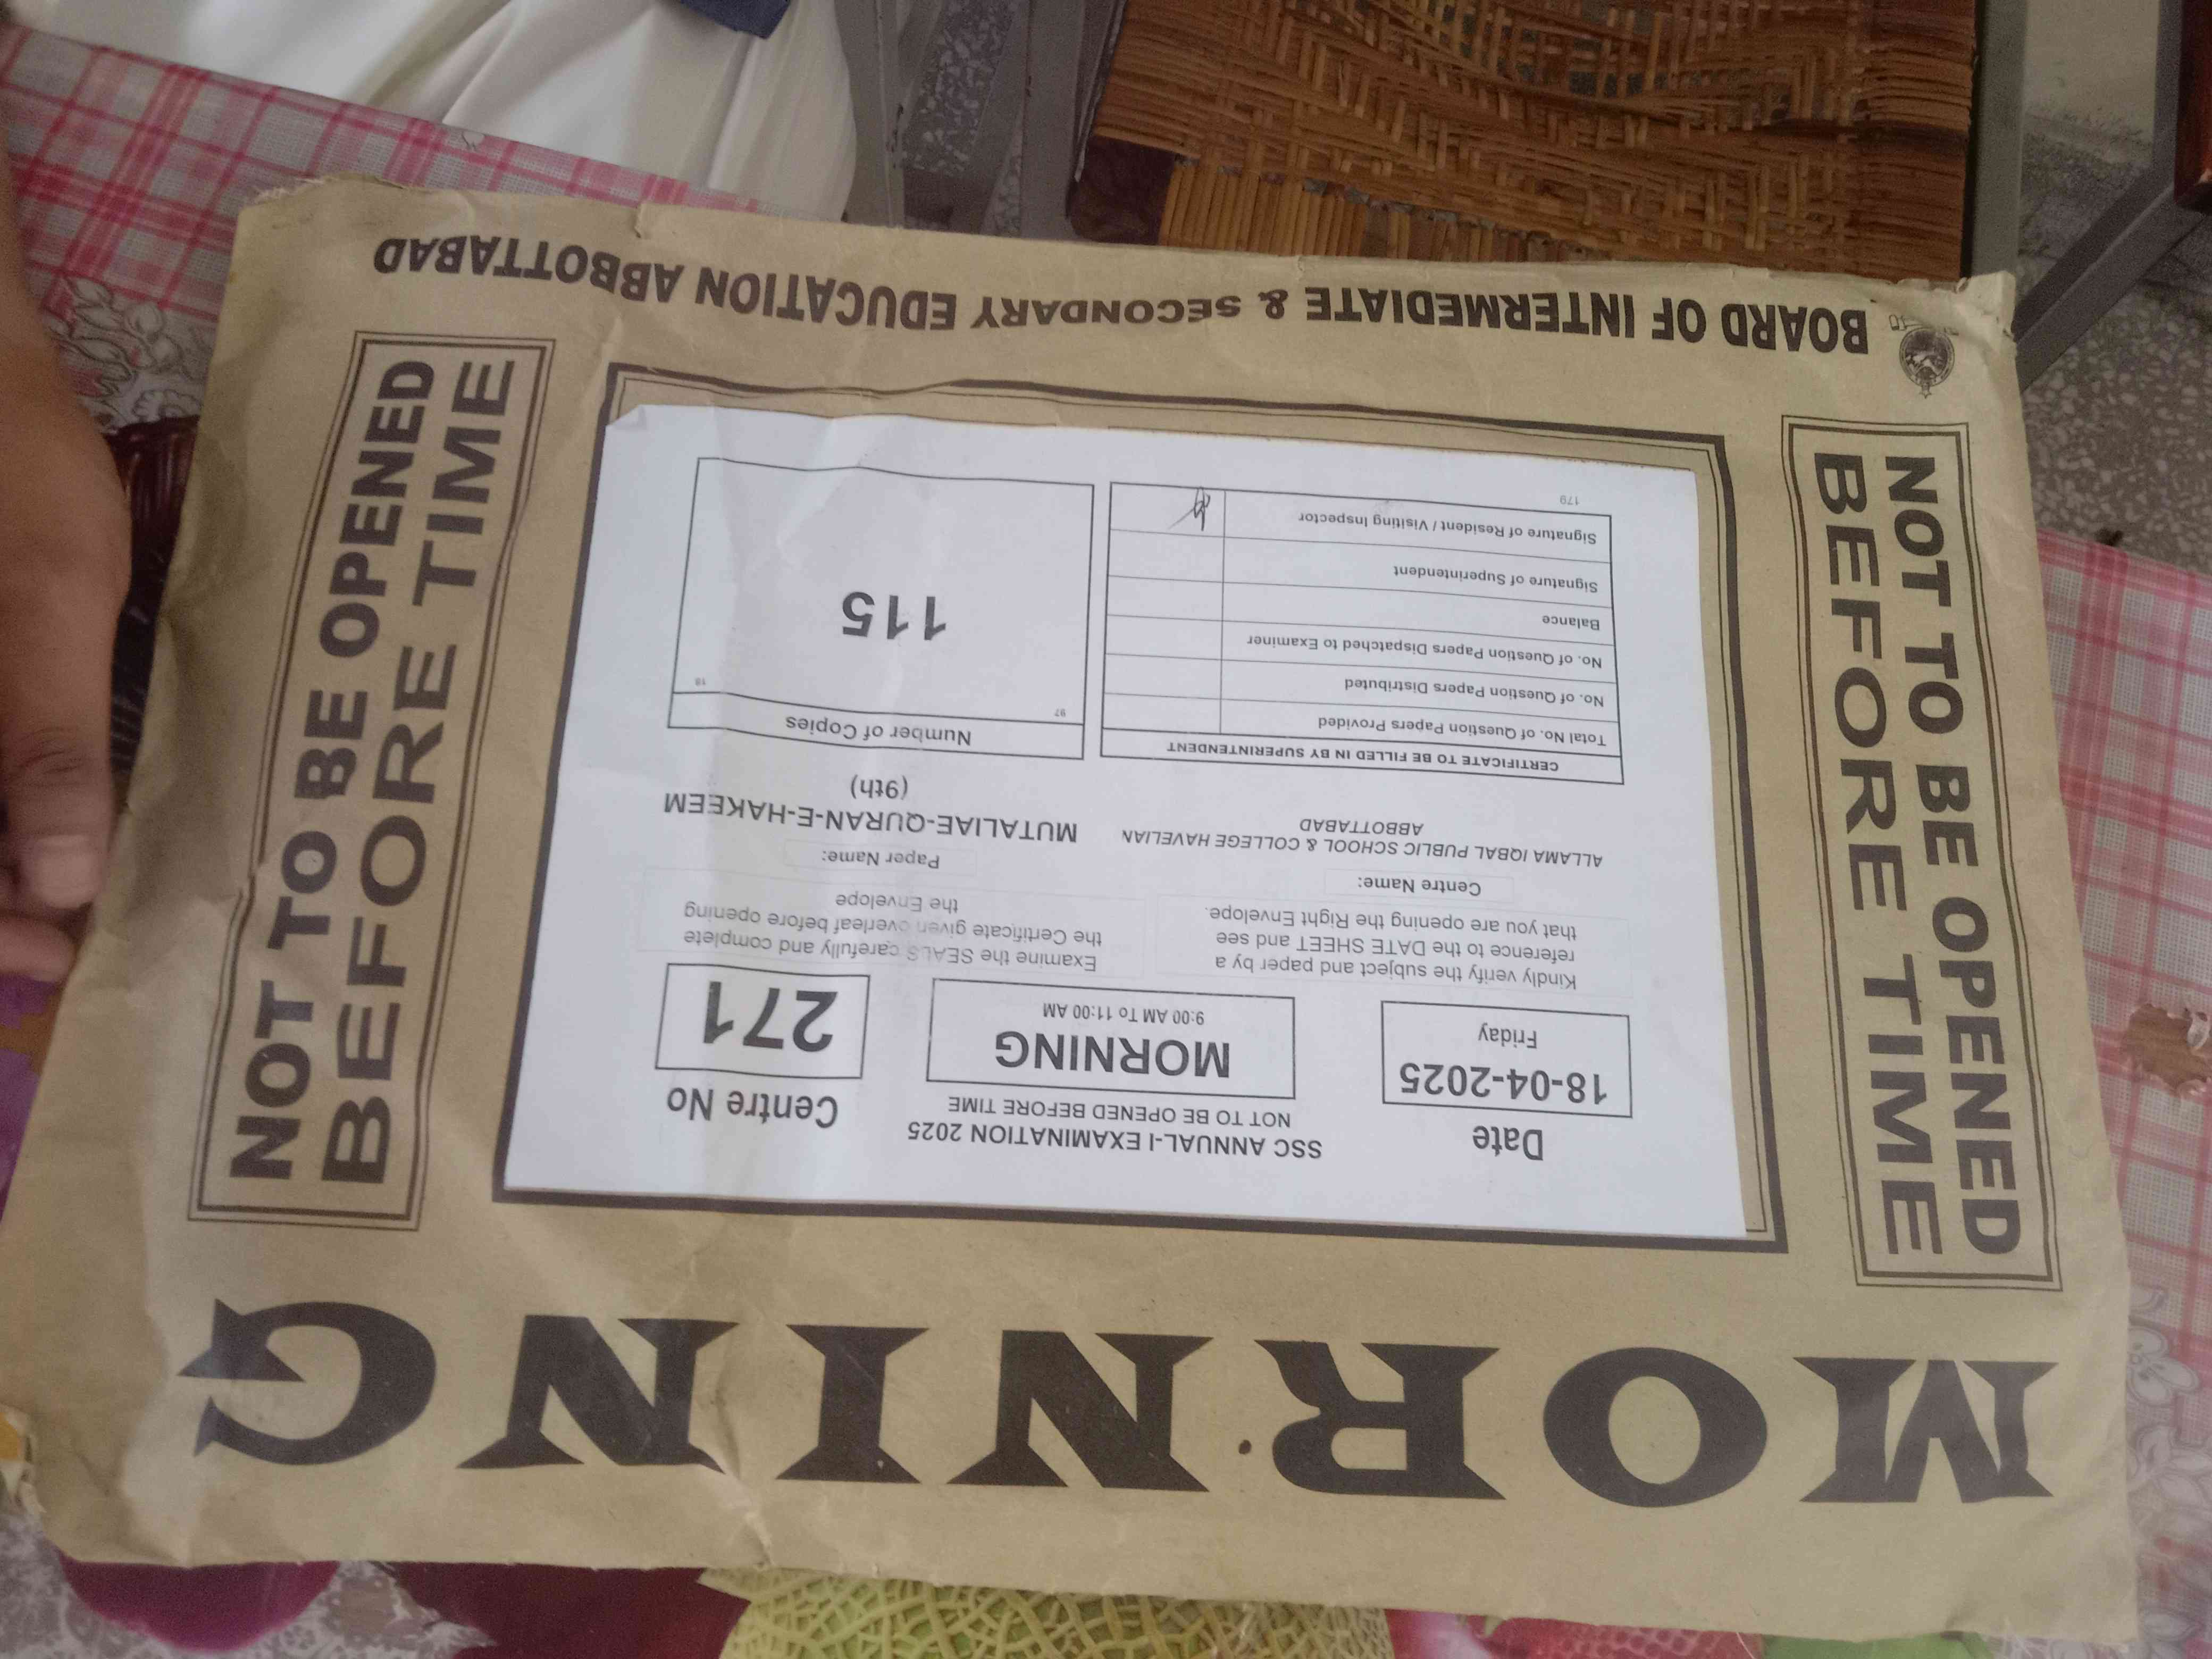 MORNING
NOT TO BE OPENED
BEFORE TIME
SSC ANNUAL-I EXAMINATION 2025
NOT TO BE OPENED BEFORE TIME
Date
18-04-2025
Friday
MORNING
9:00 AM To 11:00 AM
Centre No
271
Kindly verify the subject and paper by a
reference to the DATE SHEET and see
that you are opening the Right Envelope.
Examine the SEALS carefully and complete
the Certificate given overleaf before opening
the Envelope
Centre Name:
ALLAMA IQBAL PUBLIC SCHOOL & COLLEGE HAVELIAN
ABBOTTABAD
Paper Name:
MUTALIAE-QURAN-E-HAKEEM
(9th)
CERTIFICATE TO BE FILLED IN BY SUPERINTENDENT
Total No. of Question Papers Provided
No. of Question Papers Distributed
No. of Question Papers Dispatched to Examiner
Balance
Signature of Superintendent
Signature of Resident / Visiting Inspector
179
Number of Copies
97
18
115
NOT TO BE OPENED
BEFORE TIME
BOARD OF INTERMEDIATE & SECONDARY EDUCATION ABBOTTABAD